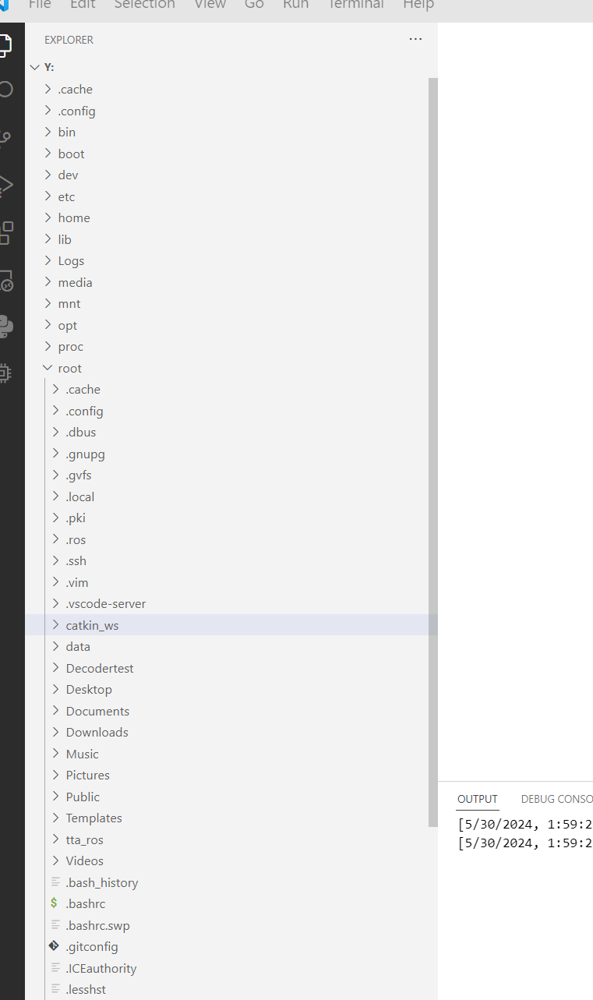 File Edit Selection View Go Run Terminal Help
EXPLORER ...
Y:
.cache
.config
bin
boot
dev
etc
home
lib
Logs
media
mnt
opt
proc
root
.cache
.config
.dbus
.gnupg
.gvfs
.local
.pki
.ros
.ssh
.vim
.vscode-server
catkin_ws
data
Decodertest
Desktop
Documents
Downloads
Music
Pictures
Public
Templates
tta_ros
Videos
.bash_history
.bashrc
.bashrc.swp
.gitconfig
.ICEauthority
.lesshst
OUTPUT DEBUG CONSO
[5/30/2024, 1:59:2
[5/30/2024, 1:59:2